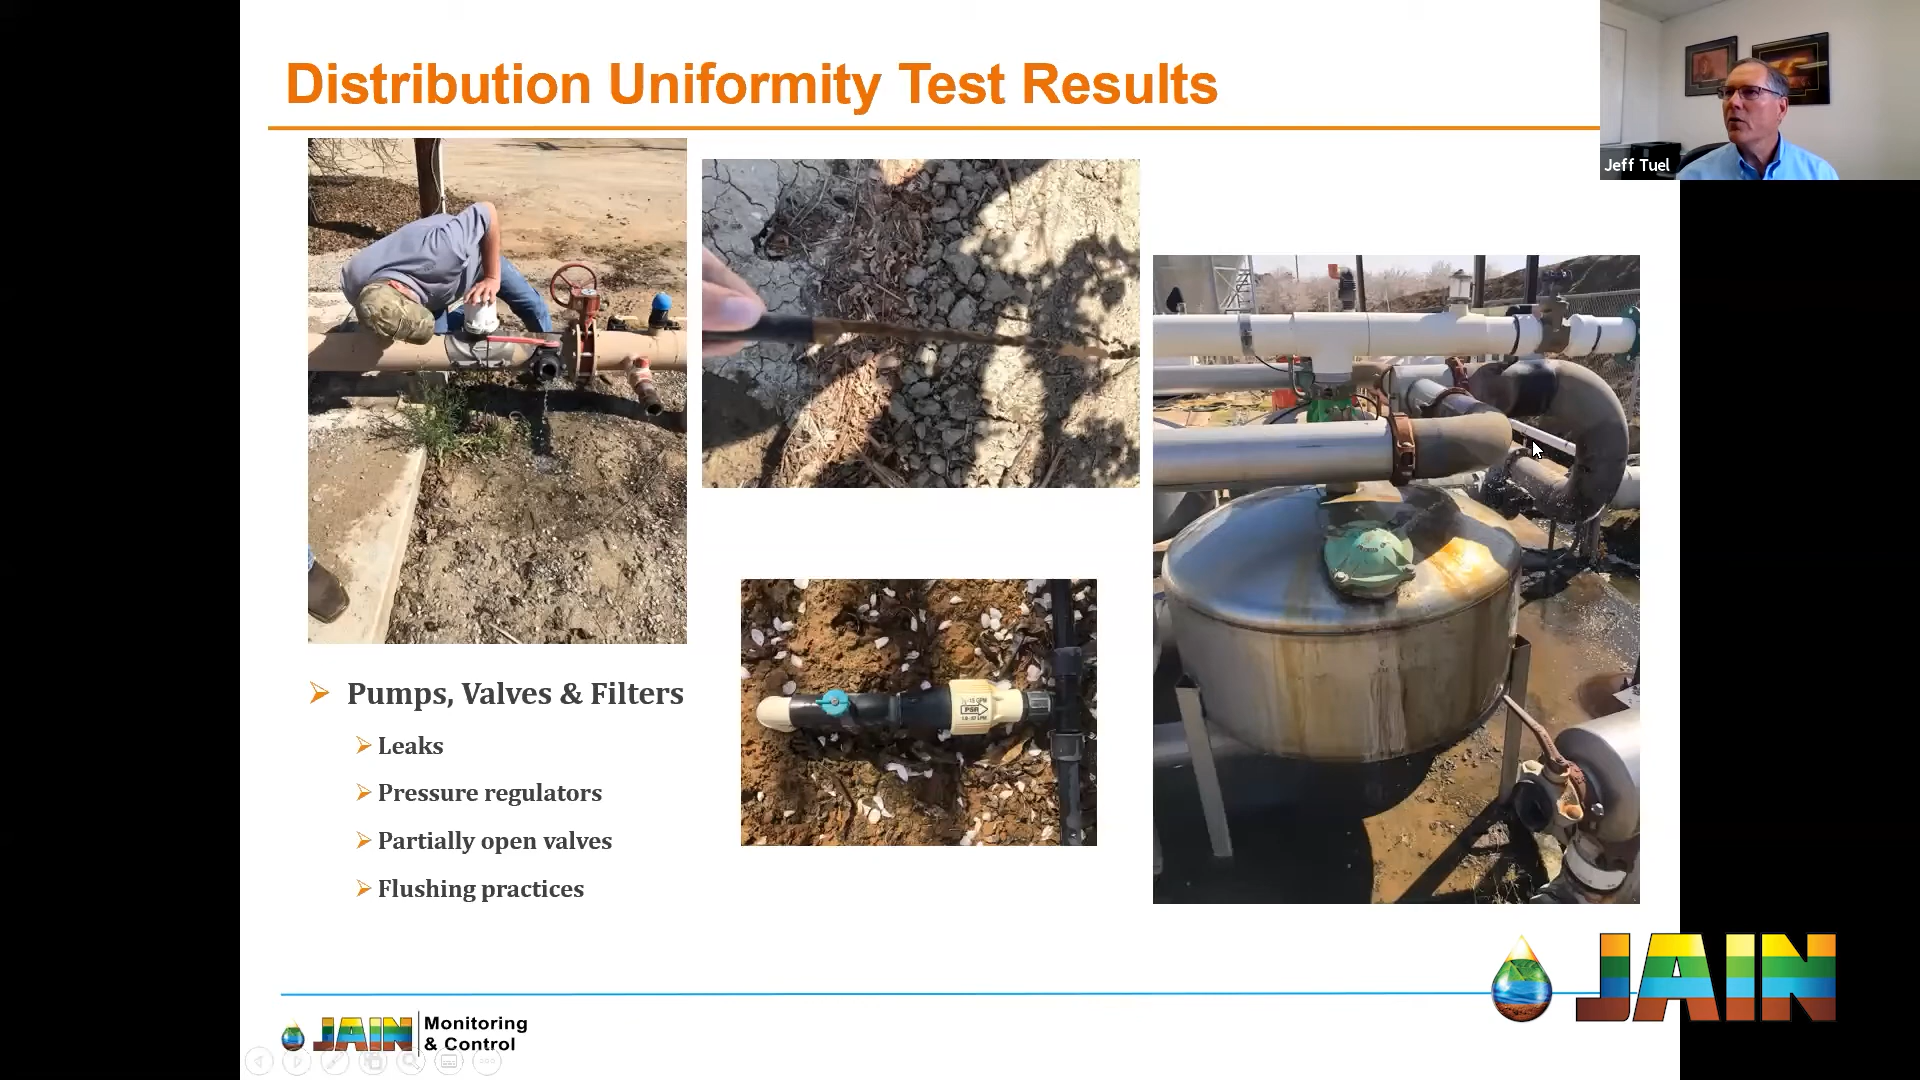 Distribution Uniformity Test Results
Jeff Tuel
Pumps, Valves & Filters
Leaks
Pressure regulators
Partially open valves
Flushing practices
PSR
JAIN
JAIN
Monitoring
& Control